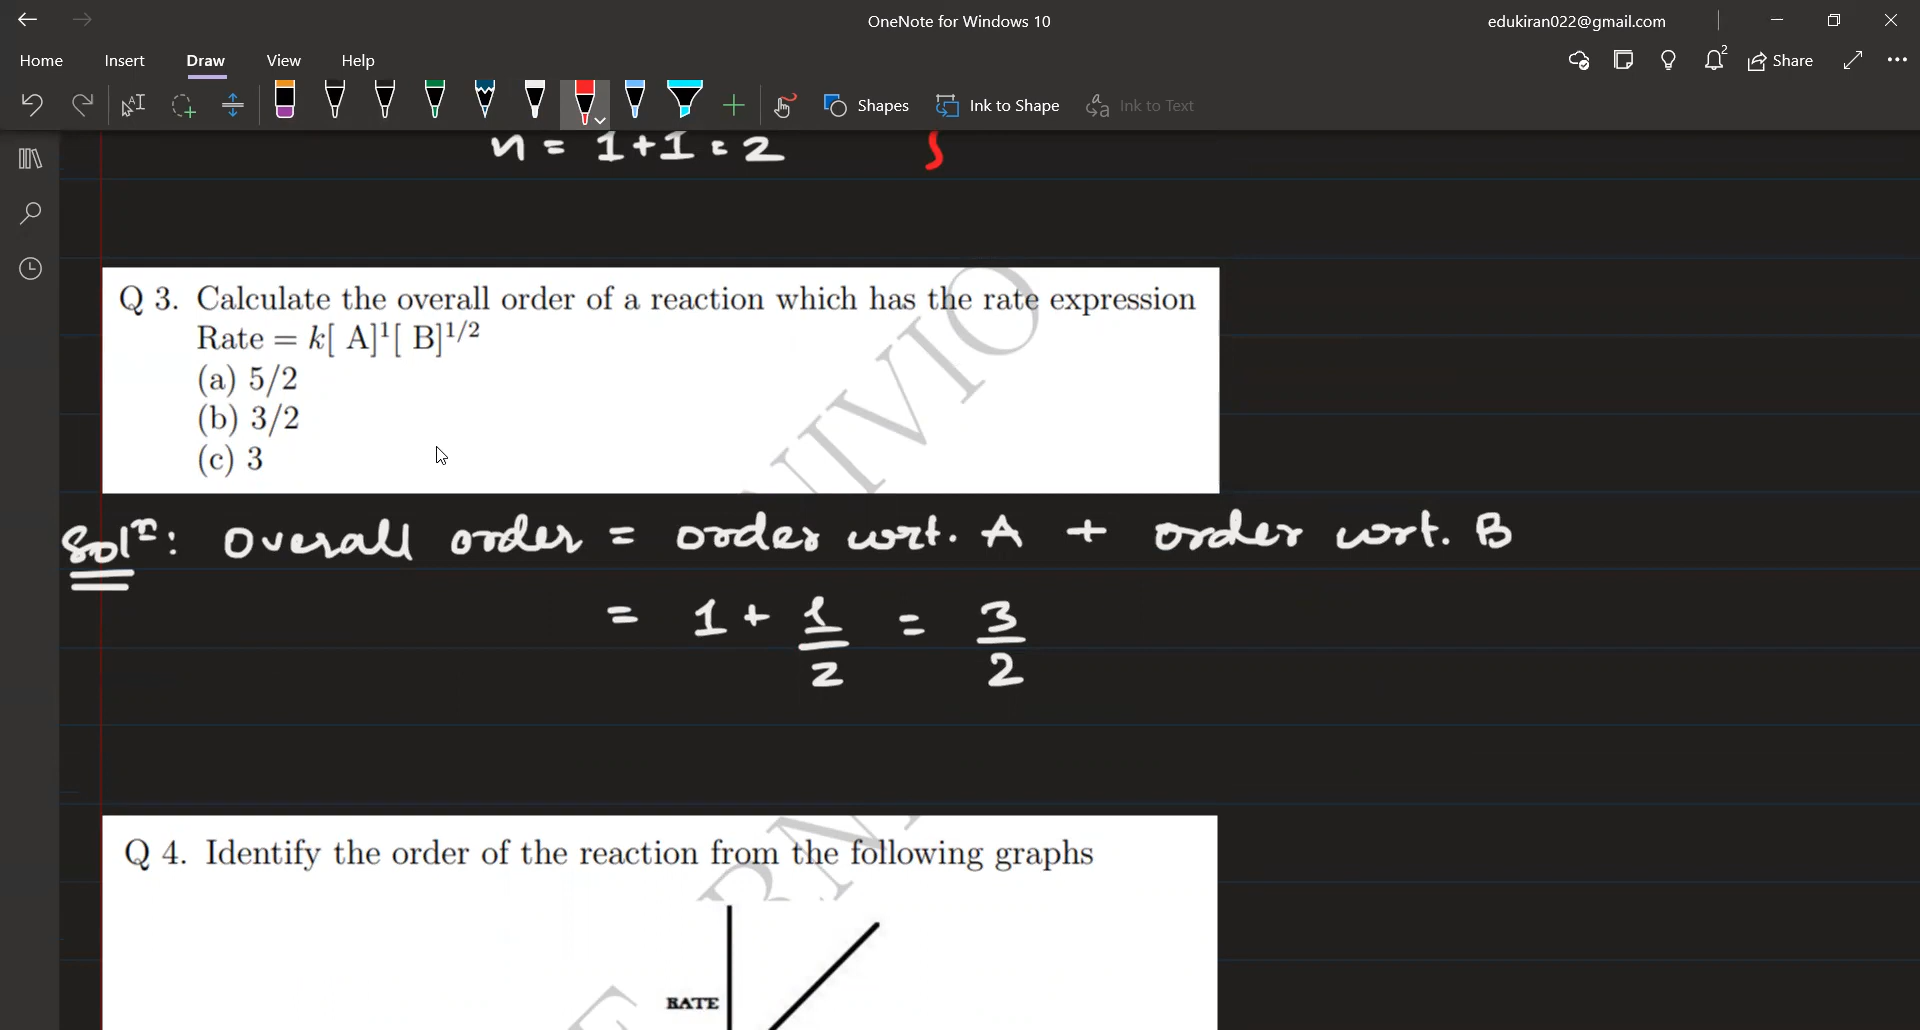 OneNote for Windows 10
edukiran022@gmail.com
Home Insert Draw View Help
2 Share
Shapes Ink to Shape Ink to Text
n = 1+1 = 2
Q 3. Calculate the overall order of a reaction which has the rate expression
Rate = k[ A]¹[ B]^1/2
(a) 5/2
(b) 3/2
(c) 3
Solⁿ: Overall order = order wrt. A + order wrt. B
= 1 + 1/2 = 3/2
Q 4. Identify the order of the reaction from the following graphs
RATE